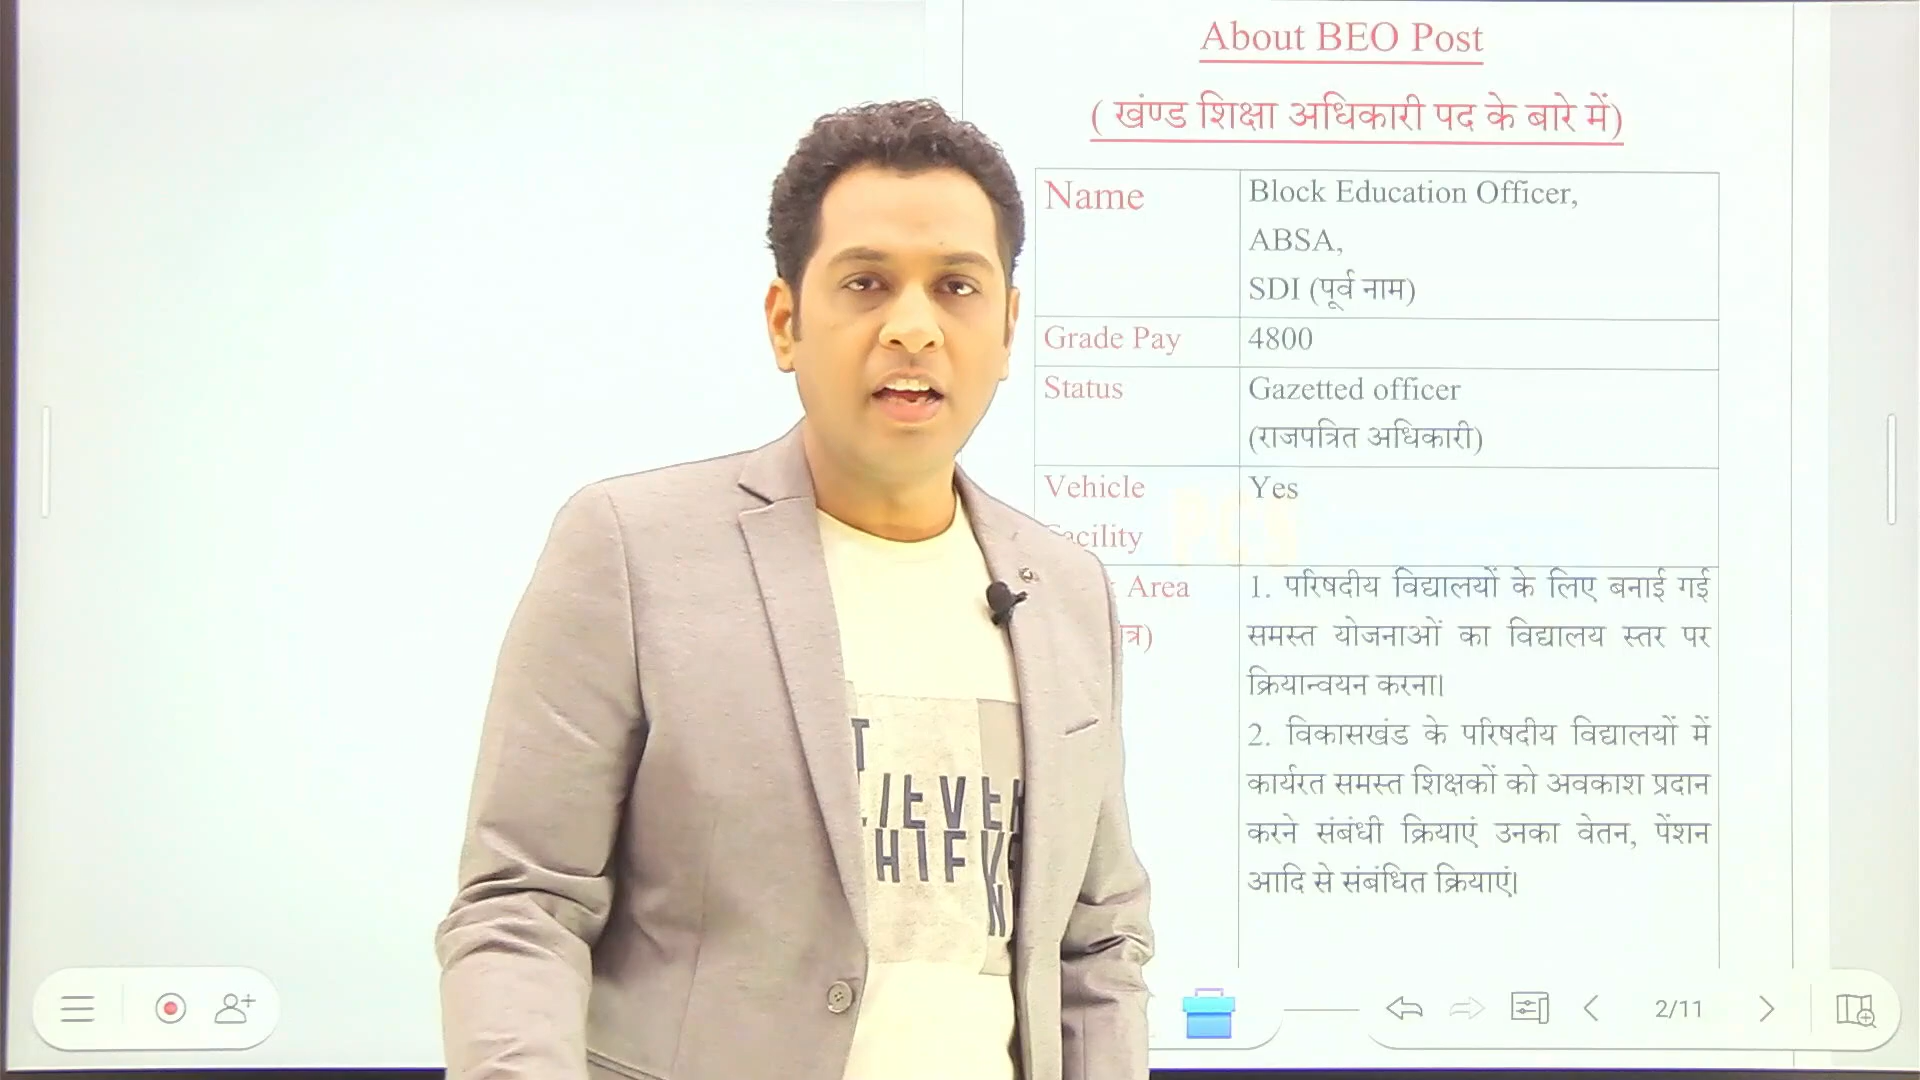 About BEO Post
( खंण्ड शिक्षा अधिकारी पद के बारे में)
Name
Block Education Officer,
ABSA,
SDI (पूर्व नाम)
Grade Pay
4800
Status
Gazetted officer
(राजपत्रित अधिकारी)
Vehicle
Yes
PCS
Area
1. परिषदीय विद्यालयों के लिए बनाई गई
समस्त योजनाओं का विद्यालय स्तर पर
क्रियान्वयन करना।
2. विकासखंड के परिषदीय विद्यालयों में
कार्यरत समस्त शिक्षकों को अवकाश प्रदान
करने संबंधी क्रियाएं उनका वेतन, पेंशन
आदि से संबंधित क्रियाएं।
2/11